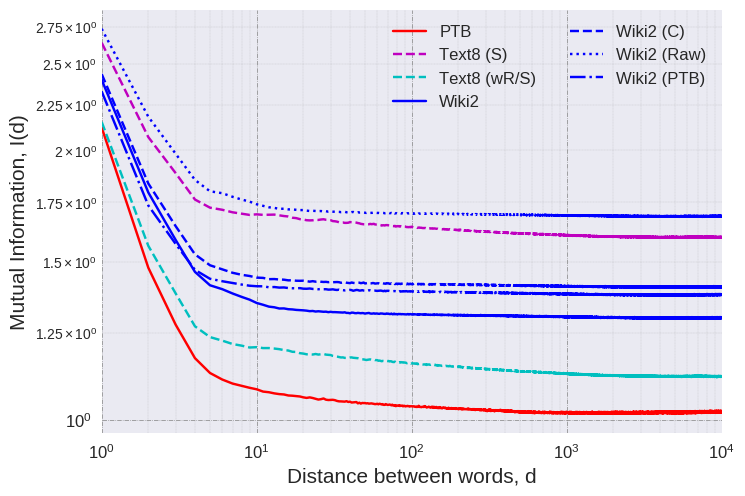 2.75 × 10⁰
2.5 × 10⁰
2.25 × 10⁰
2 × 10⁰
1.75 × 10⁰
1.5 × 10⁰
1.25 × 10⁰
10⁰
Mutual Information, I(d)
PTB
Text8 (S)
Text8 (wR/S)
Wiki2
Wiki2 (C)
Wiki2 (Raw)
Wiki2 (PTB)
10⁰ 10¹ 10² 10³ 10⁴
Distance between words, d